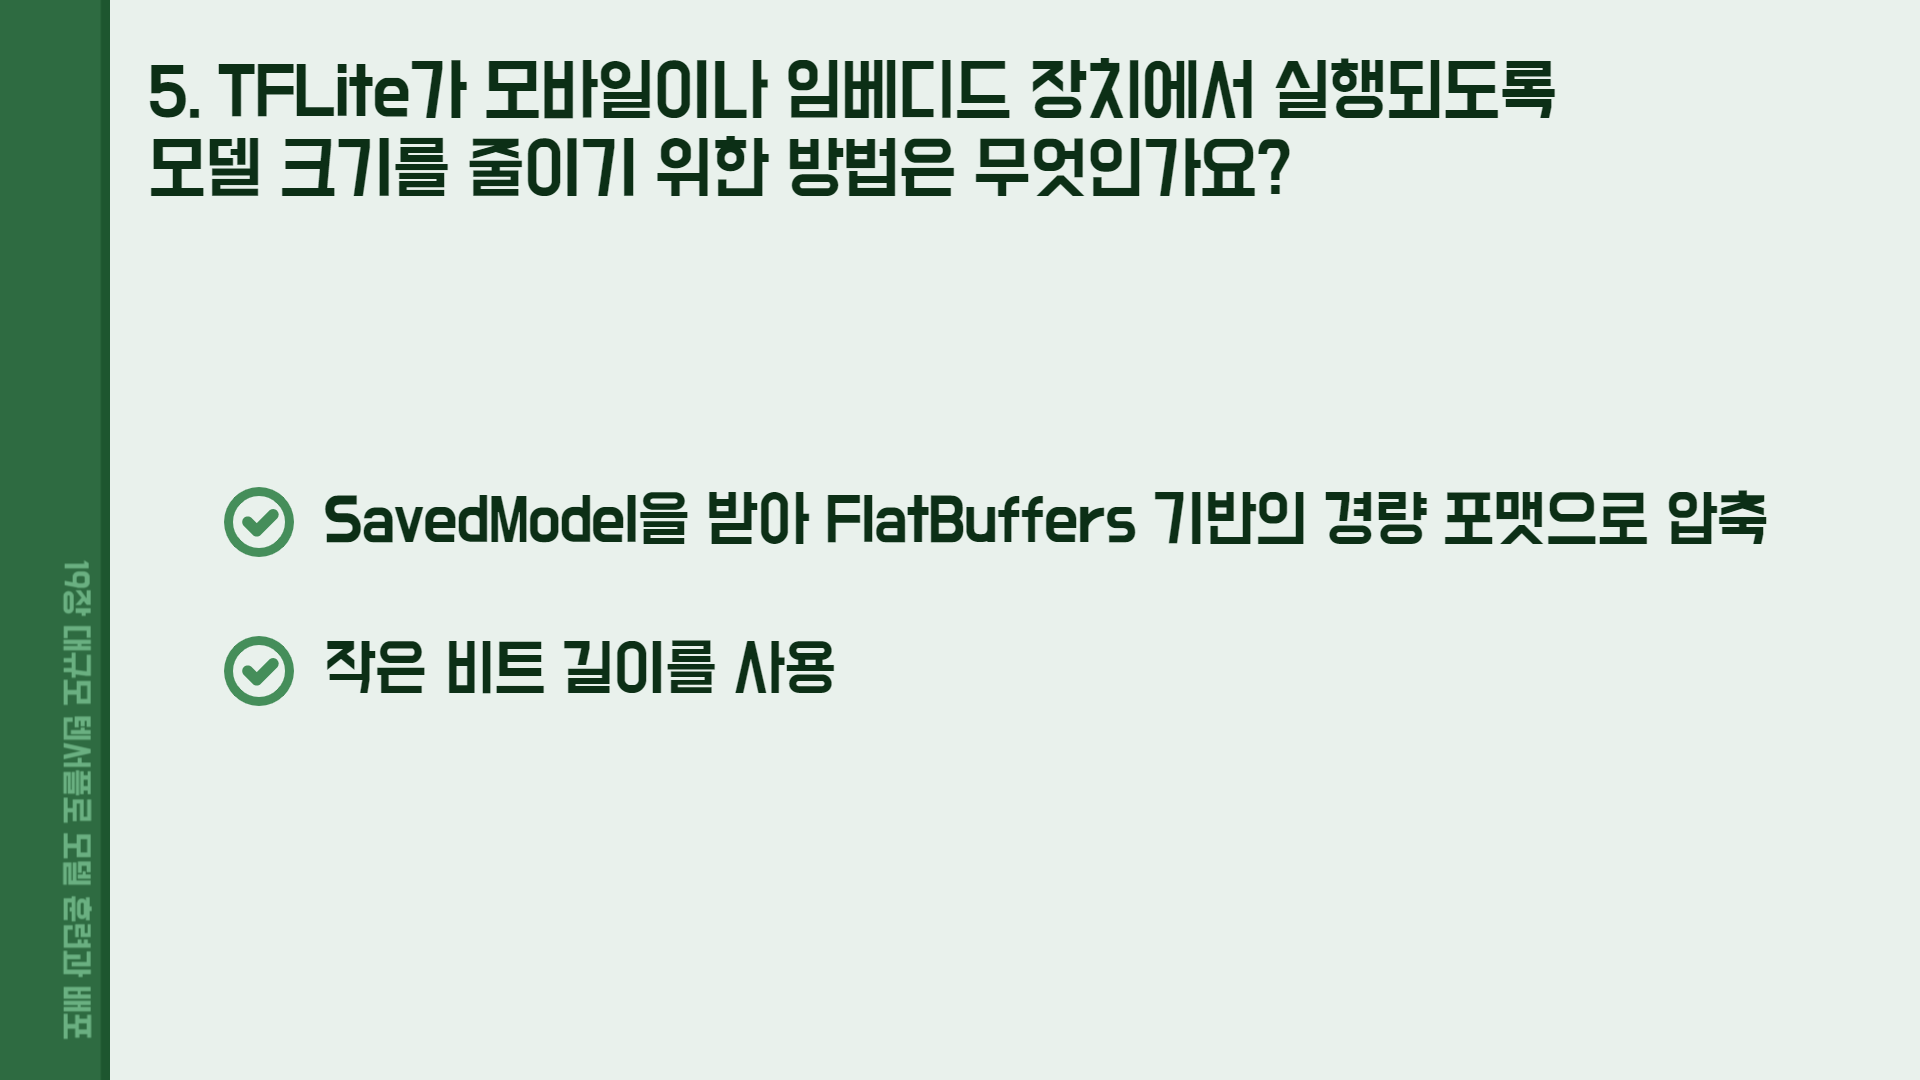 5. TFLite가 모바일이나 임베디드 장치에서 실행되도록
모델 크기를 줄이기 위한 방법은 무엇인가요?
SavedModel을 받아 FlatBuffers 기반의 경량 포맷으로 압축
작은 비트 길이를 사용
19장 대규모 텐서플로 모델 훈련과 배포